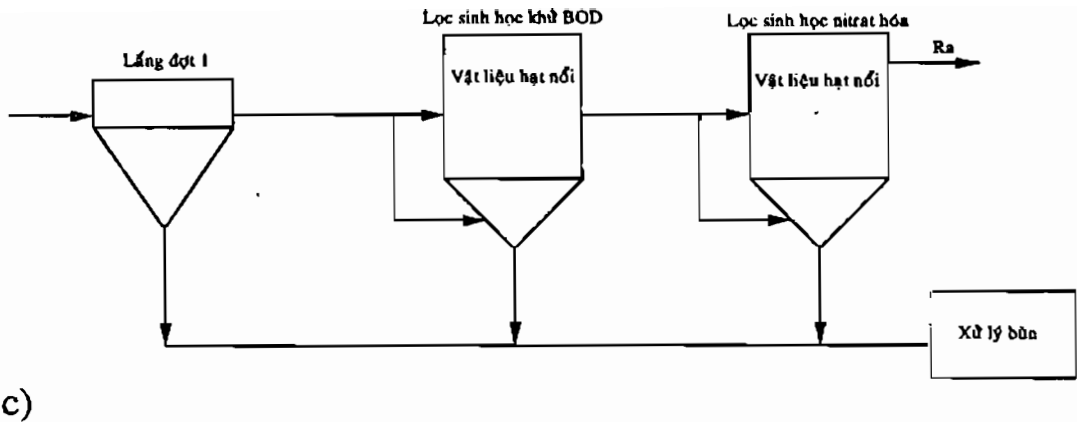 Lọc sinh học khử BOD
Lọc sinh học nitrat hóa
Lắng đợt 1
Ra
Vật liệu hạt nổi
Vật liệu hạt nổi
Xử lý bùn
c)